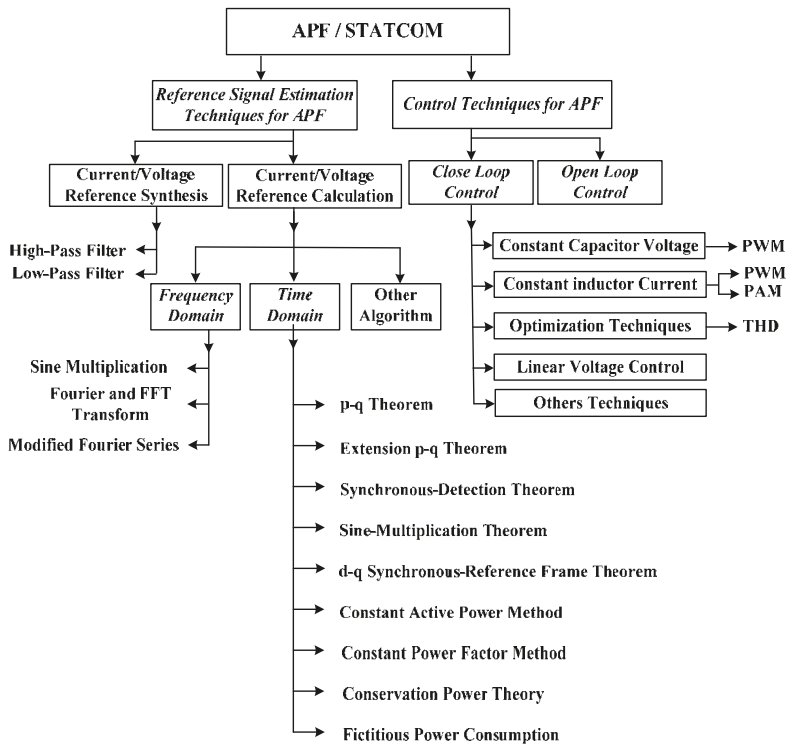 APF / STATCOM
Reference Signal Estimation
Techniques for APF
Control Techniques for APF
Current/Voltage
Reference Synthesis
Current/Voltage
Reference Calculation
Close Loop
Control
Open Loop
Control
High-Pass Filter
Low-Pass Filter
Frequency
Domain
Time
Domain
Other
Algorithm
Constant Capacitor Voltage
PWM
Constant inductor Current
PWM
PAM
Optimization Techniques
THD
Linear Voltage Control
Others Techniques
Sine Multiplication
Fourier and FFT
Transform
Modified Fourier Series
p-q Theorem
Extension p-q Theorem
Synchronous-Detection Theorem
Sine-Multiplication Theorem
d-q Synchronous-Reference Frame Theorem
Constant Active Power Method
Constant Power Factor Method
Conservation Power Theory
Fictitious Power Consumption